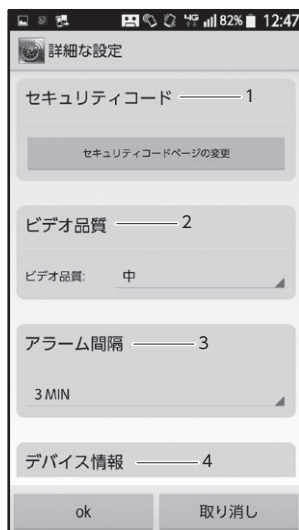 4G 82% 12:47
詳細な設定
セキュリティコード 1
セキュリティコードページの変更
ビデオ品質 2
ビデオ品質: 中
アラーム間隔 3
3 MIN
デバイス情報 4
ok 取り消し